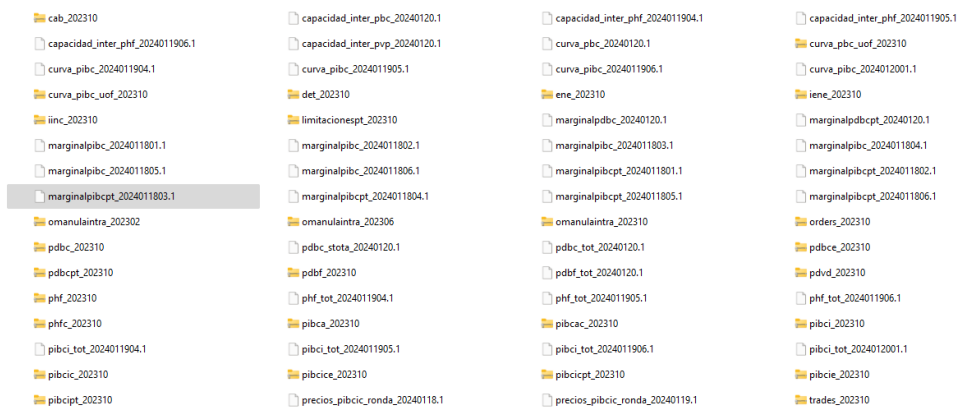 cab_202310
capacidad_inter_pbc_20240120.1
capacidad_inter_phf_2024011904.1
capacidad_inter_phf_2024011905.1
capacidad_inter_phf_2024011906.1
capacidad_inter_pvp_20240120.1
curva_pbc_20240120.1
curva_pbc_uof_202310
curva_pibc_2024011904.1
curva_pibc_2024011905.1
curva_pibc_2024011906.1
curva_pibc_2024012001.1
curva_pibc_uof_202310
det_202310
ene_202310
iene_202310
iinc_202310
limitacionespt_202310
marginalpdbc_20240120.1
marginalpdbcpt_20240120.1
marginalpibc_2024011801.1
marginalpibc_2024011802.1
marginalpibc_2024011803.1
marginalpibc_2024011804.1
marginalpibc_2024011805.1
marginalpibc_2024011806.1
marginalpibcpt_2024011801.1
marginalpibcpt_2024011802.1
marginalpibcpt_2024011803.1
marginalpibcpt_2024011804.1
marginalpibcpt_2024011805.1
marginalpibcpt_2024011806.1
omanulaintra_202302
omanulaintra_202306
omanulaintra_202310
orders_202310
pdbc_202310
pdbc_stota_20240120.1
pdbc_tot_20240120.1
pdbce_202310
pdbcpt_202310
pdbf_202310
pdbf_tot_20240120.1
pdvd_202310
phf_202310
phf_tot_2024011904.1
phf_tot_2024011905.1
phf_tot_2024011906.1
phfc_202310
pibca_202310
pibcac_202310
pibci_202310
pibci_tot_2024011904.1
pibci_tot_2024011905.1
pibci_tot_2024011906.1
pibci_tot_2024012001.1
pibcic_202310
pibcice_202310
pibcicpt_202310
pibcie_202310
pibcipt_202310
precios_pibcic_ronda_20240118.1
precios_pibcic_ronda_20240119.1
trades_202310